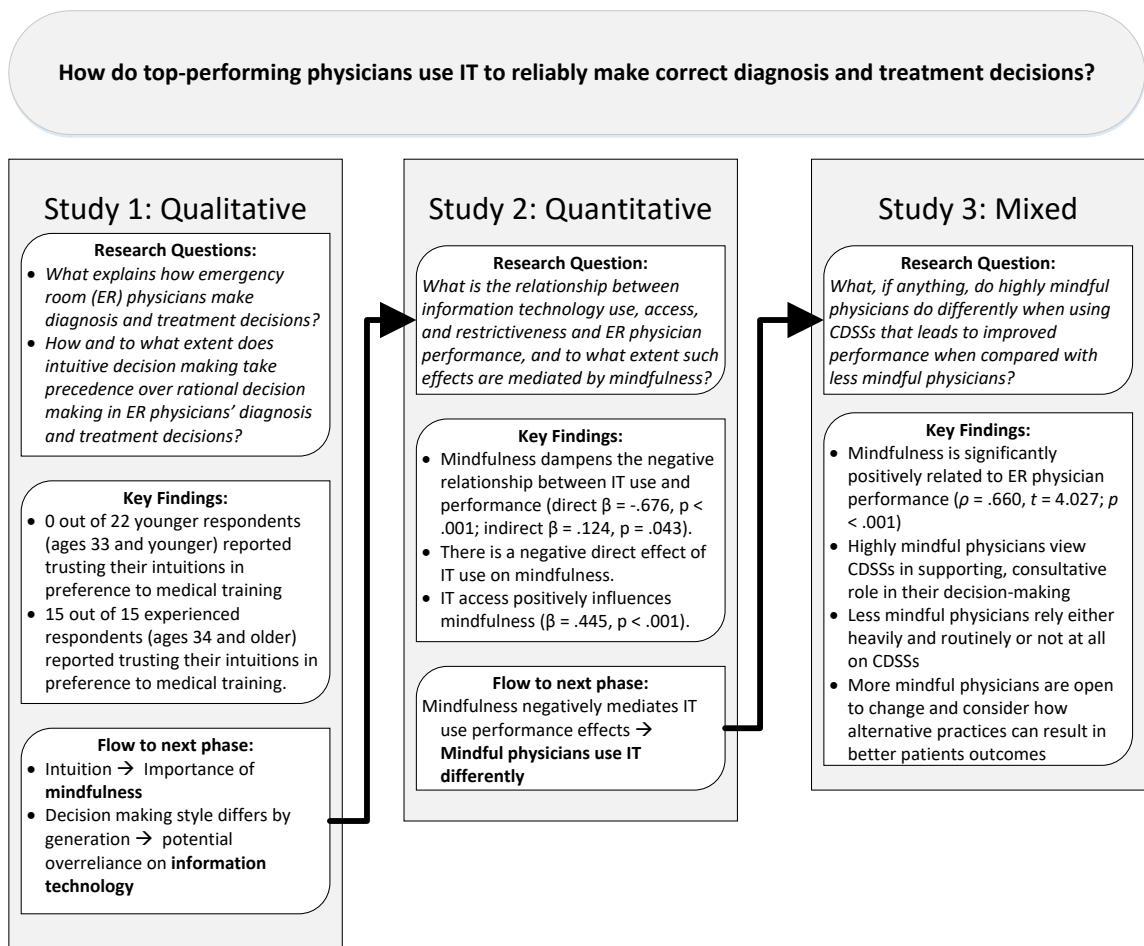 How do top-performing physicians use IT to reliably make correct diagnosis and treatment decisions?
Study 1: Qualitative
Research Questions:
• What explains how emergency
room (ER) physicians make
diagnosis and treatment decisions?
• How and to what extent does
intuitive decision making take
precedence over rational decision
making in ER physicians’ diagnosis
and treatment decisions?
Key Findings:
• 0 out of 22 younger respondents
(ages 33 and younger) reported
trusting their intuitions in
preference to medical training
• 15 out of 15 experienced
respondents (ages 34 and older)
reported trusting their intuitions in
preference to medical training.
Flow to next phase:
• Intuition → Importance of
mindfulness
• Decision making style differs by
generation → potential
overreliance on information
technology
Study 2: Quantitative
Research Question:
What is the relationship between
information technology use, access,
and restrictiveness and ER physician
performance, and to what extent such
effects are mediated by mindfulness?
Key Findings:
• Mindfulness dampens the negative
relationship between IT use and
performance (direct β = -.676, p <
.001; indirect β = .124, p = .043).
• There is a negative direct effect of
IT use on mindfulness.
• IT access positively influences
mindfulness (β = .445, p < .001).
Flow to next phase:
Mindfulness negatively mediates IT
use performance effects →
Mindful physicians use IT
differently
Study 3: Mixed
Research Question:
What, if anything, do highly mindful
physicians do differently when using
CDSSs that leads to improved
performance when compared with
less mindful physicians?
Key Findings:
• Mindfulness is significantly
positively related to ER physician
performance (ρ = .660, t = 4.027; p
< .001)
• Highly mindful physicians view
CDSSs in supporting, consultative
role in their decision-making
• Less mindful physicians rely either
heavily and routinely or not at all
on CDSSs
• More mindful physicians are open
to change and consider how
alternative practices can result in
better patients outcomes